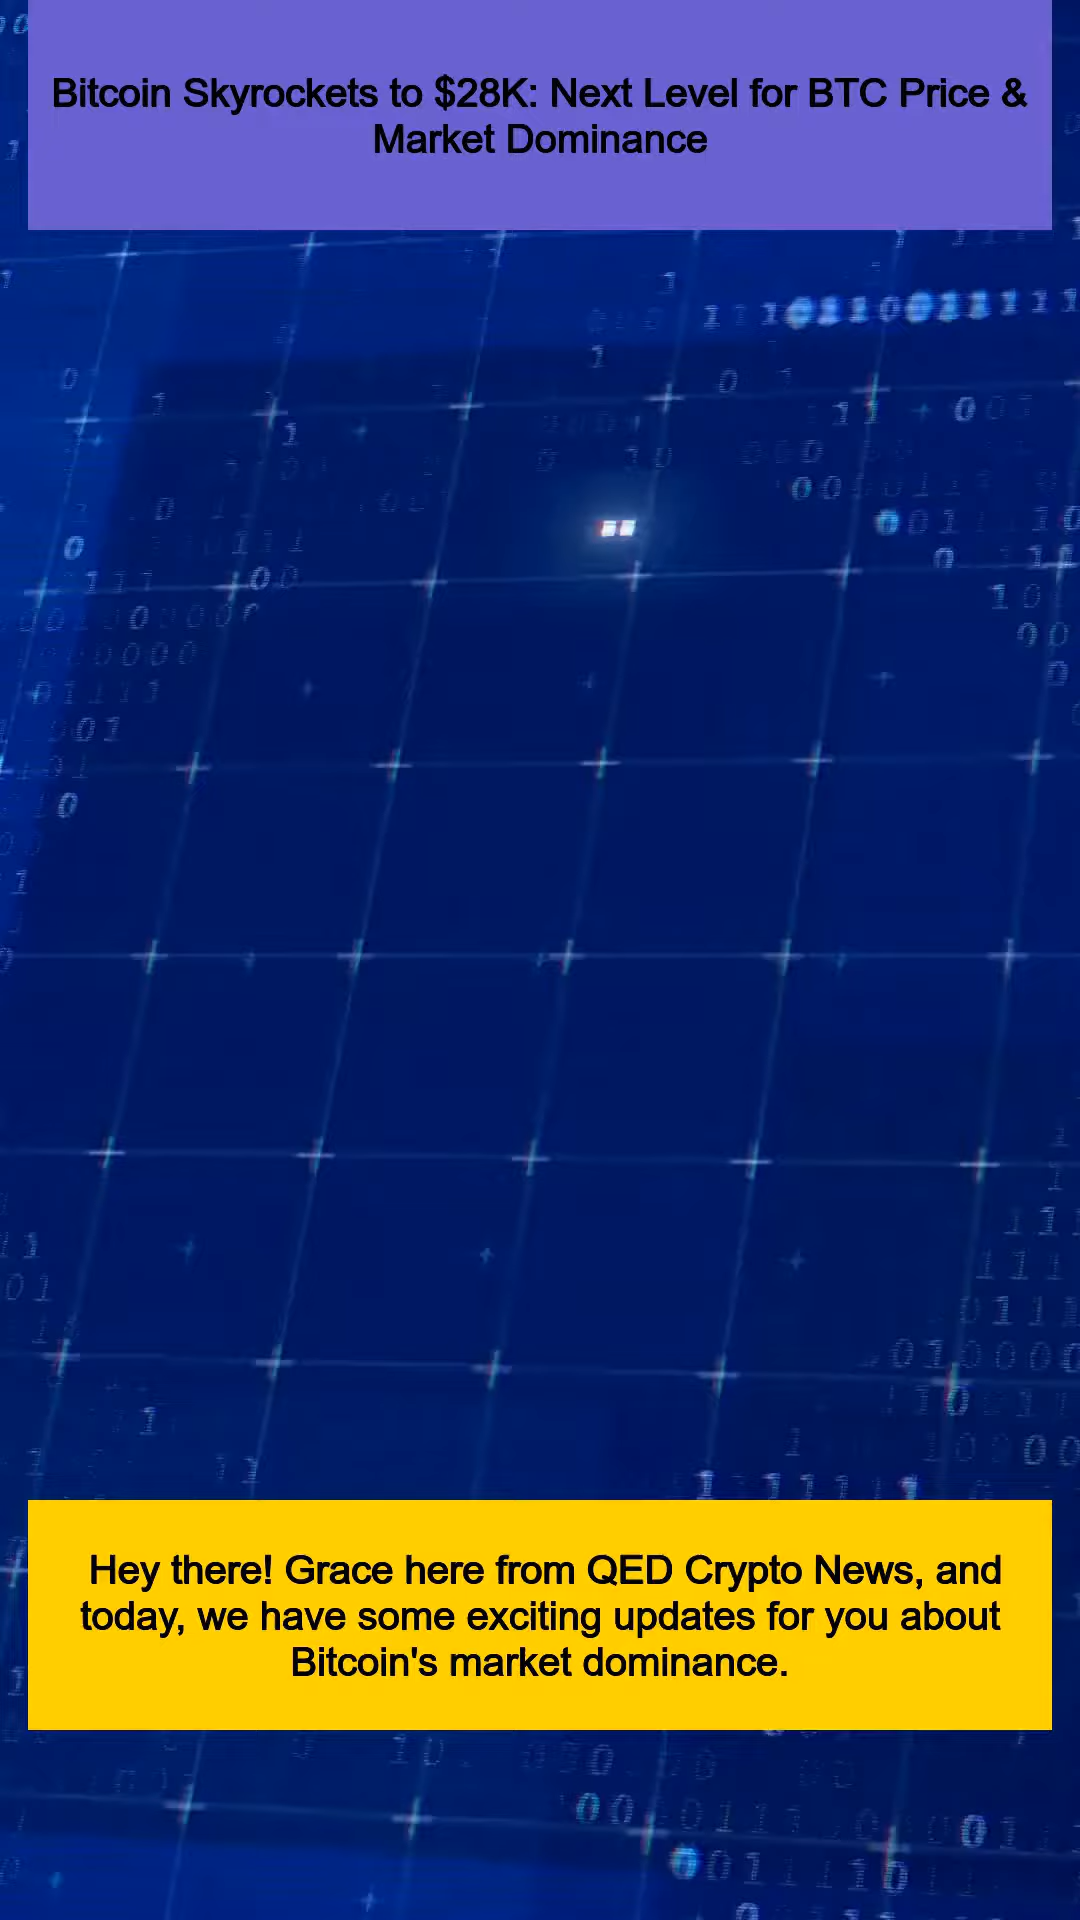 Bitcoin Skyrockets to $28K: Next Level for BTC Price &
Market Dominance
Hey there! Grace here from QED Crypto News, and
today, we have some exciting updates for you about
Bitcoin's market dominance.